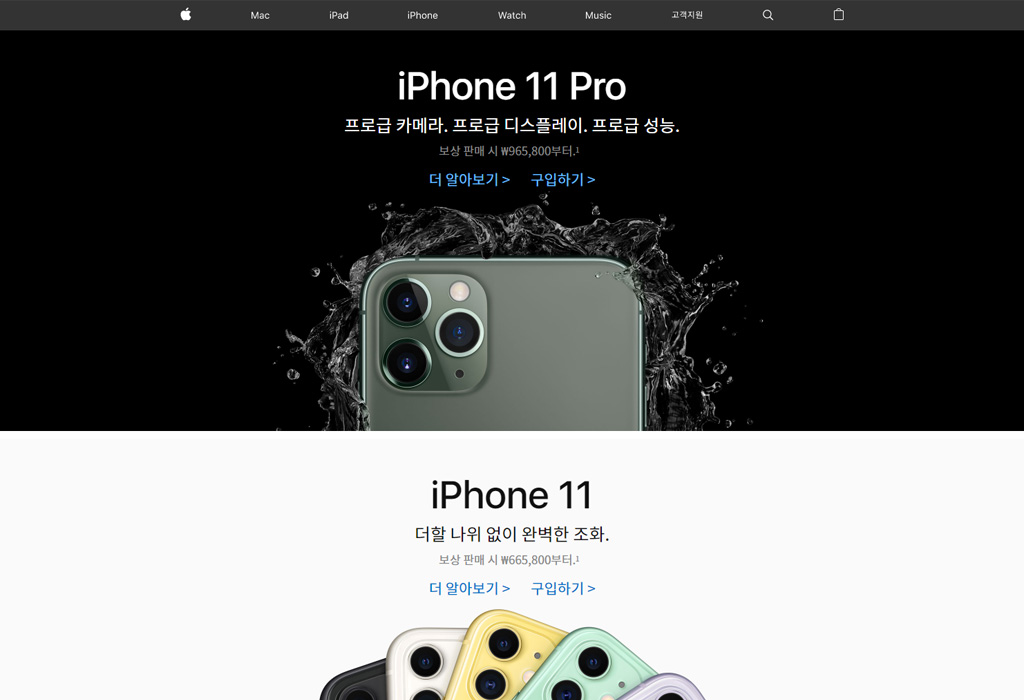 Mac iPad iPhone Watch Music 고객지원
iPhone 11 Pro
프로급 카메라. 프로급 디스플레이. 프로급 성능.
보상 판매 시 ₩965,800부터.¹
더 알아보기 > 구입하기 >
iPhone 11
더할 나위 없이 완벽한 조화.
보상 판매 시 ₩665,800부터.¹
더 알아보기 > 구입하기 >